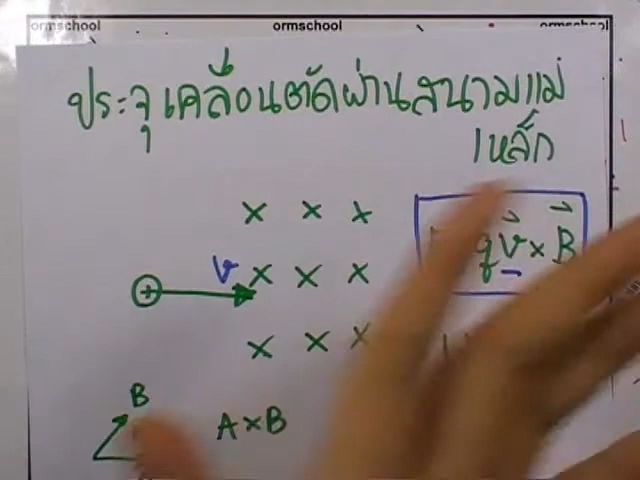 ormschool ormschool ormschool
ประจุเคลื่อนตัดผ่านสนามแม่
เหล็ก
× × ×
q v⃗ × B⃗
v × × ×
+
× × ×
B
A × B